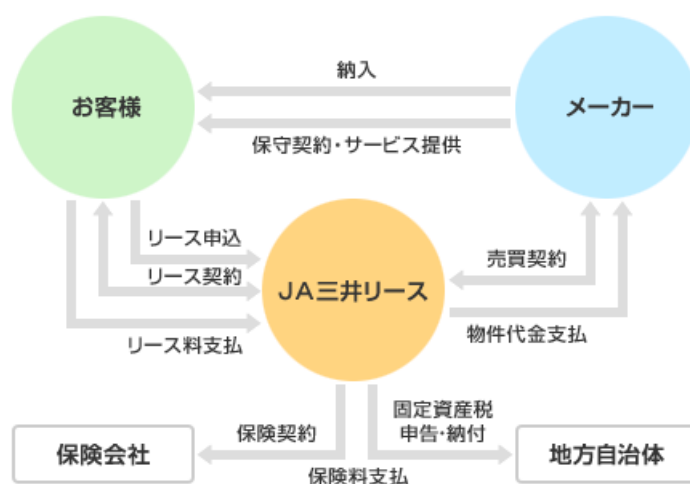 納入
お客様
メーカー
保守契約・サービス提供
リース申込
リース契約
売買契約
JA三井リース
リース料支払
物件代金支払
固定資産税
申告・納付
保険契約
保険会社
地方自治体
保険料支払